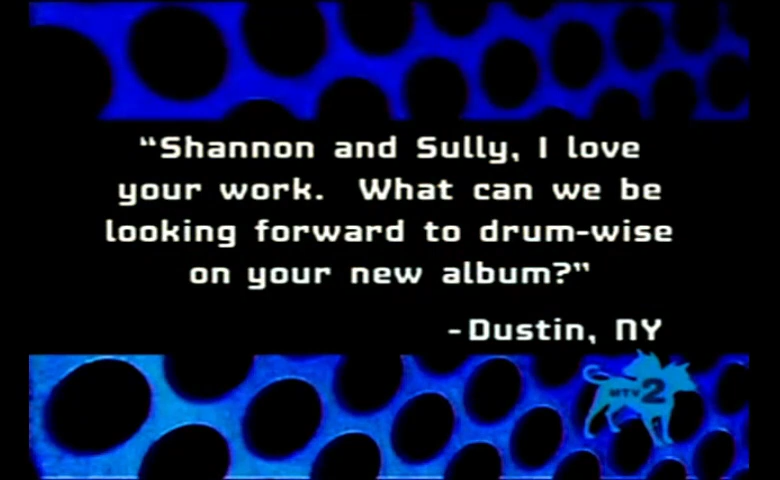 “Shannon and Sully, I love
your work. What can we be
looking forward to drum-wise
on your new album?”
-Dustin, NY
MTV2